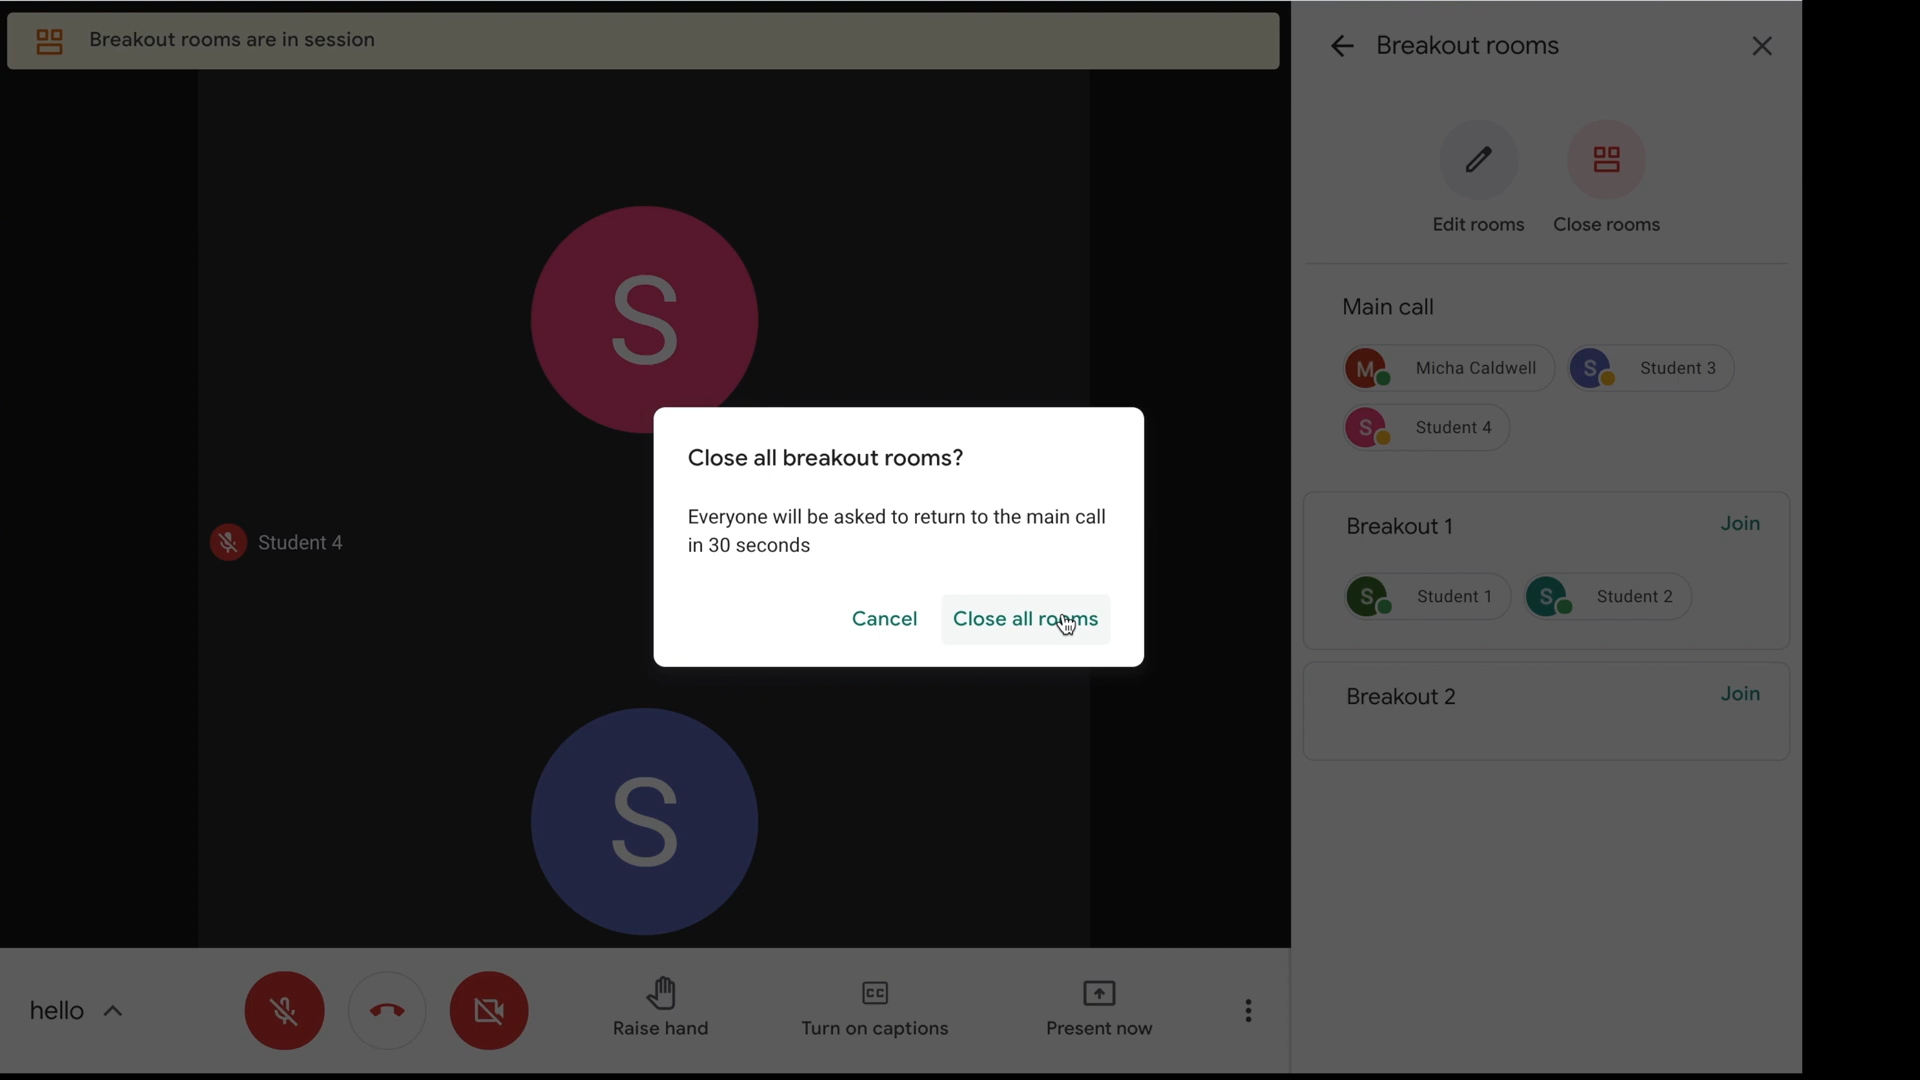 Breakout rooms are in session
S
Student 4
S
hello
Raise hand
CC
Turn on captions
Present now
Close all breakout rooms?
Everyone will be asked to return to the main call
in 30 seconds
Cancel
Close all rooms
Breakout rooms
Edit rooms
Close rooms
Main call
M Micha Caldwell
S Student 3
S Student 4
Breakout 1
Join
S Student 1
S Student 2
Breakout 2
Join